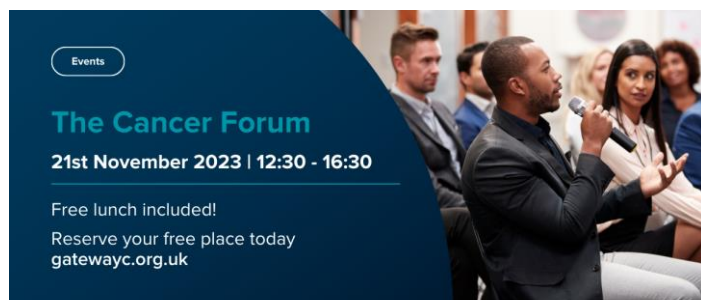 Events
The Cancer Forum
21st November 2023 | 12:30 - 16:30
Free lunch included!
Reserve your free place today
gatewayc.org.uk